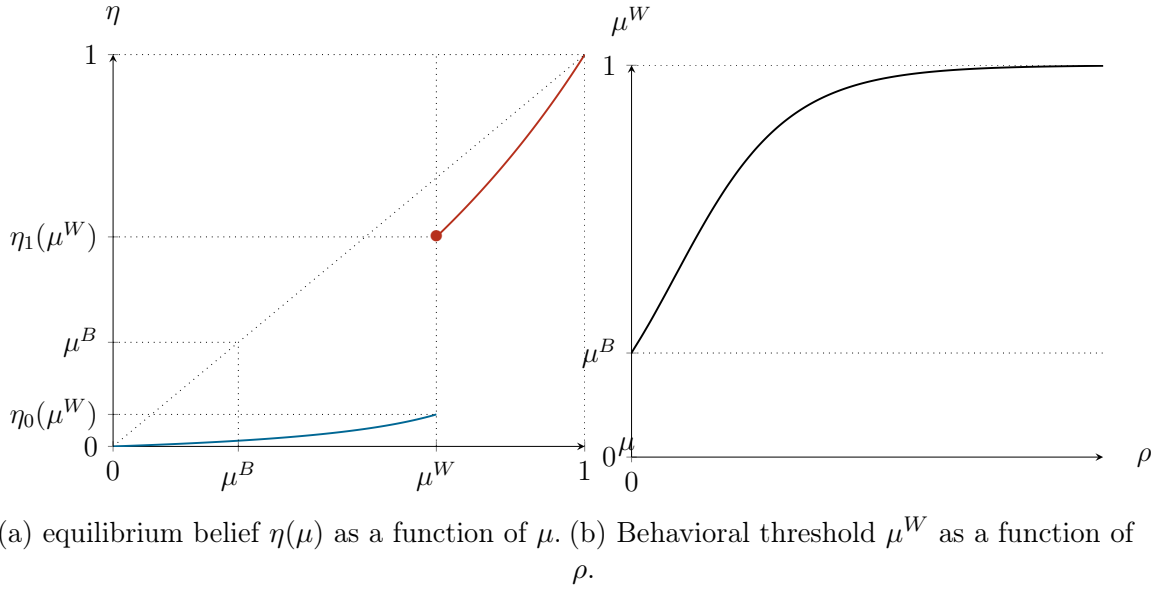 η
1
η₁(μᵂ)
μᴮ
η₀(μᵂ)
0
0
μᴮ
μᵂ
1
μ
μᵂ
1
μᴮ
0
0
ρ
(a) equilibrium belief η(μ) as a function of μ. (b) Behavioral threshold μᵂ as a function of
ρ.